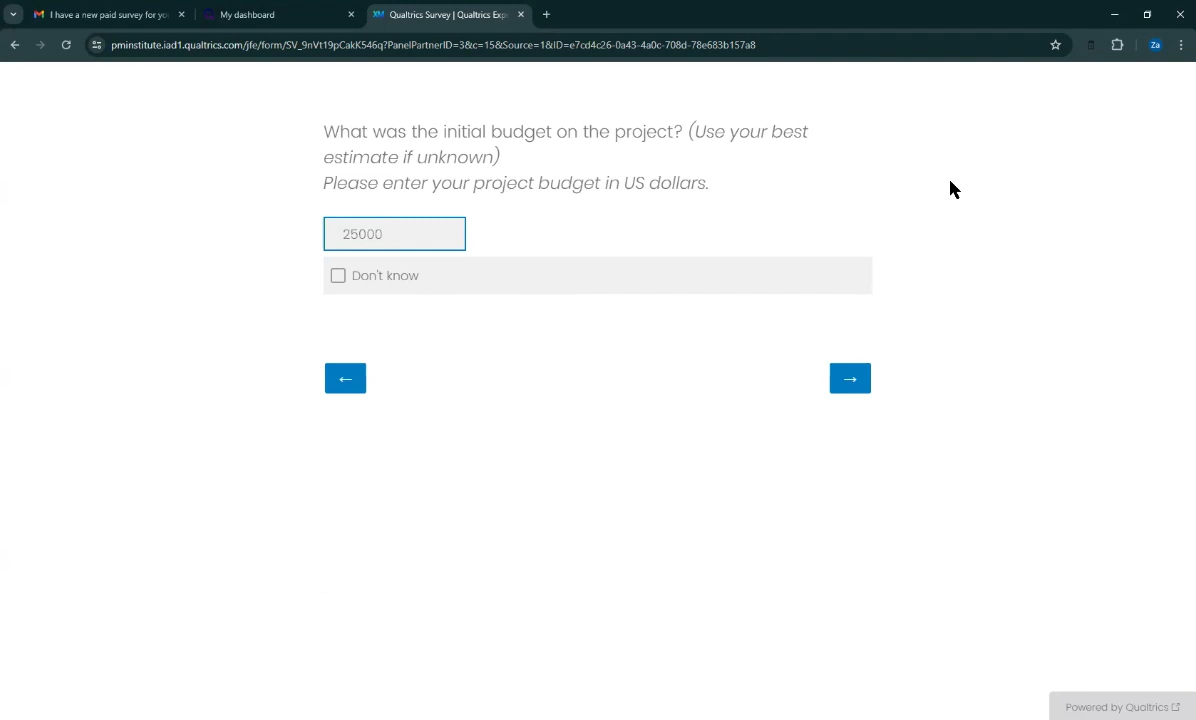 I have a new paid survey for yo
My dashboard
XM Qualtrics Survey | Qualtrics Exp
pminstitute.iad1.qualtrics.com/jfe/form/SV_9nVt19pCakK546q?PanelPartnerID=3&c=15&Source=1&ID=e7cd4c26-0a43-4a0c-708d-78e683b157a8
Za
What was the initial budget on the project? (Use your best
estimate if unknown)
Please enter your project budget in US dollars.
25000
Don't know
←
→
Powered by Qualtrics